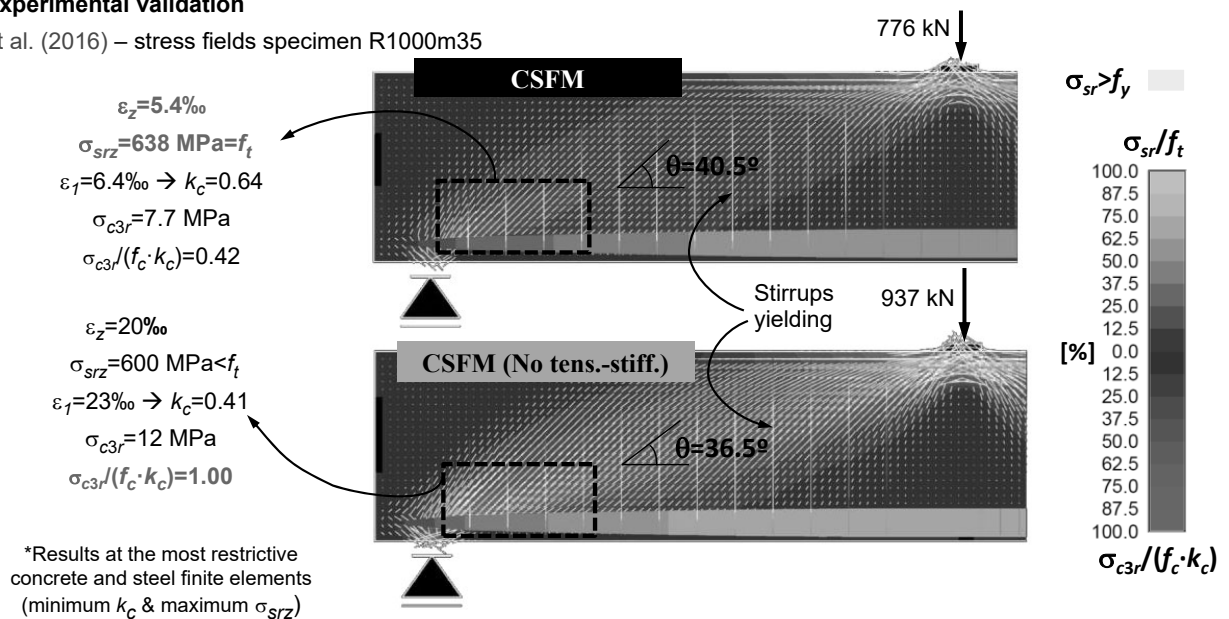 xperimental validation
t al. (2016) – stress fields specimen R1000m35
776 kN
CSFM
σsr>fy
εz=5.4‰
σsrz=638 MPa=ft
ε1=6.4‰ → kc=0.64
σc3r=7.7 MPa
σc3r/(fc·kc)=0.42
θ=40.5º
σsr/ft
100.0
87.5
75.0
62.5
50.0
37.5
25.0
12.5
[%] 0.0
12.5
25.0
37.5
50.0
62.5
75.0
87.5
100.0
σc3r/(fc·kc)
Stirrups
yielding
937 kN
CSFM (No tens.-stiff.)
εz=20‰
σsrz=600 MPa<ft
ε1=23‰ → kc=0.41
σc3r=12 MPa
σc3r/(fc·kc)=1.00
θ=36.5º
*Results at the most restrictive
concrete and steel finite elements
(minimum kc & maximum σsrz)